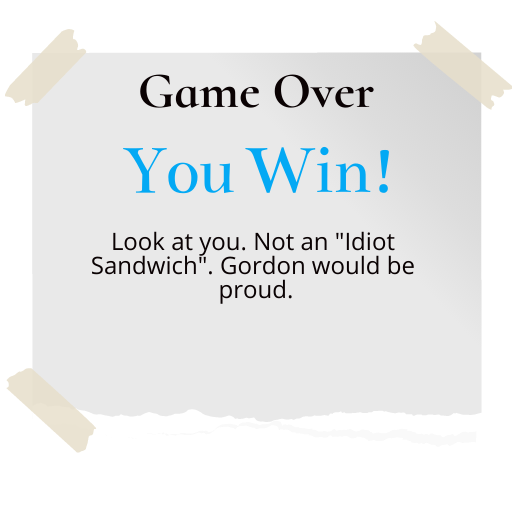 Game Over
You Win!
Look at you. Not an "Idiot
Sandwich". Gordon would be
proud.